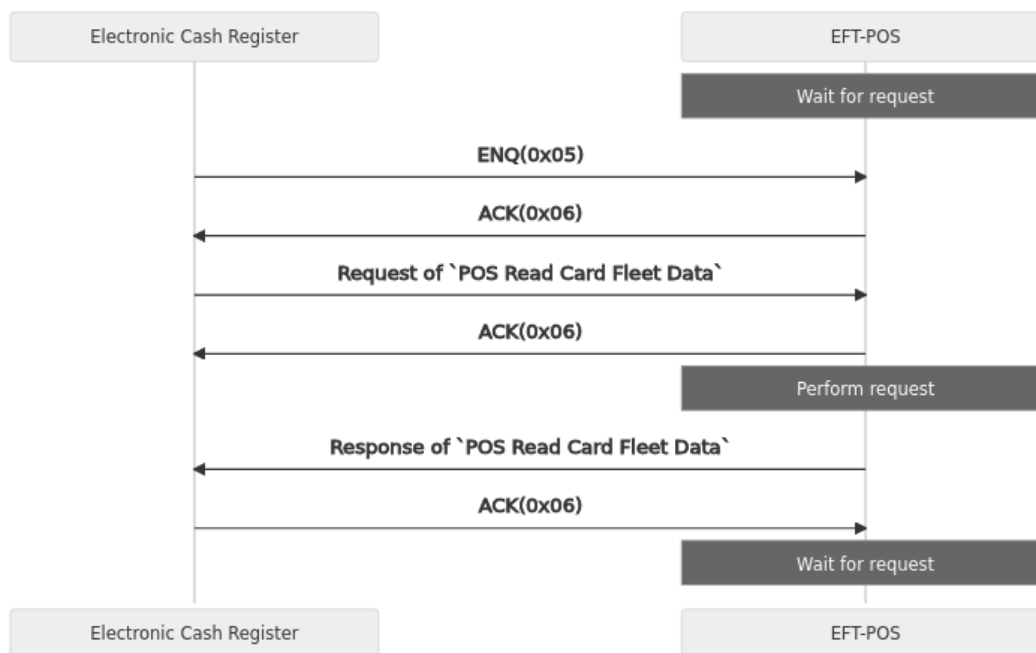 Electronic Cash Register
EFT-POS
Wait for request
ENQ(0x05)
ACK(0x06)
Request of `POS Read Card Fleet Data`
ACK(0x06)
Perform request
Response of `POS Read Card Fleet Data`
ACK(0x06)
Wait for request
Electronic Cash Register
EFT-POS